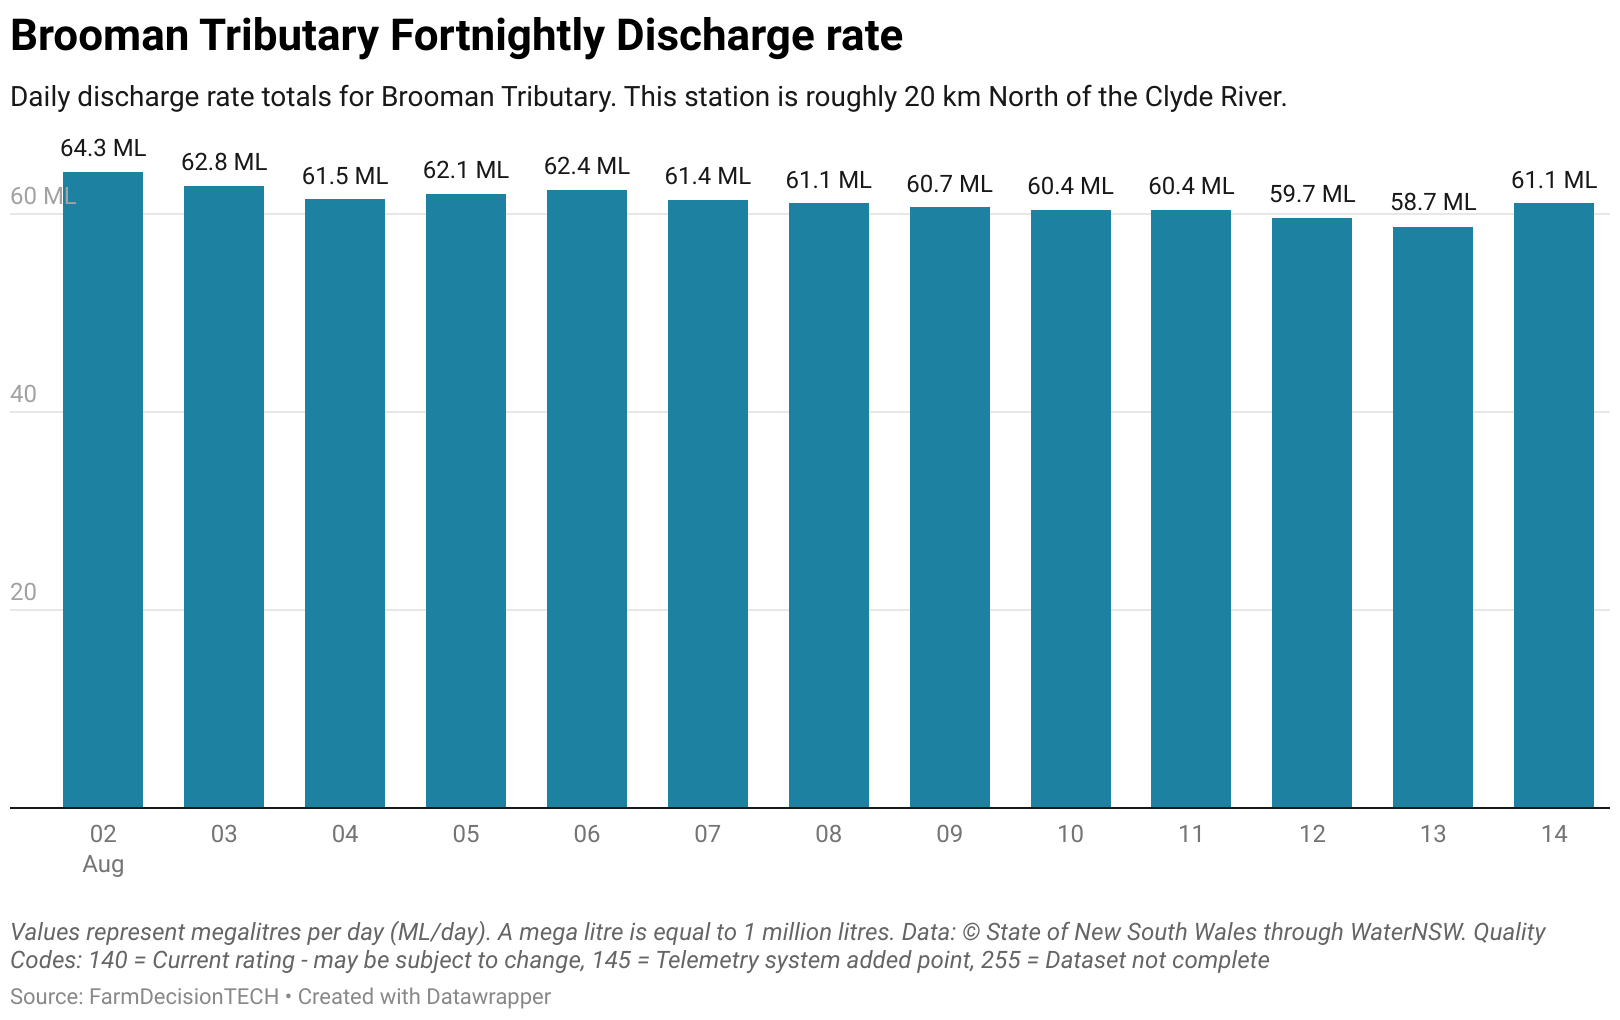 Brooman Tributary Fortnightly Discharge rate
Daily discharge rate totals for Brooman Tributary. This station is roughly 20 km North of the Clyde River.
64.3 ML 62.8 ML 61.5 ML 62.1 ML 62.4 ML 61.4 ML 61.1 ML 60.7 ML 60.4 ML 60.4 ML 59.7 ML 58.7 ML 61.1 ML
60 ML
40
20
02 03 04 05 06 07 08 09 10 11 12 13 14
Aug
Values represent megalitres per day (ML/day). A mega litre is equal to 1 million litres. Data: © State of New South Wales through WaterNSW. Quality
Codes: 140 = Current rating - may be subject to change, 145 = Telemetry system added point, 255 = Dataset not complete
Source: FarmDecisionTECH • Created with Datawrapper